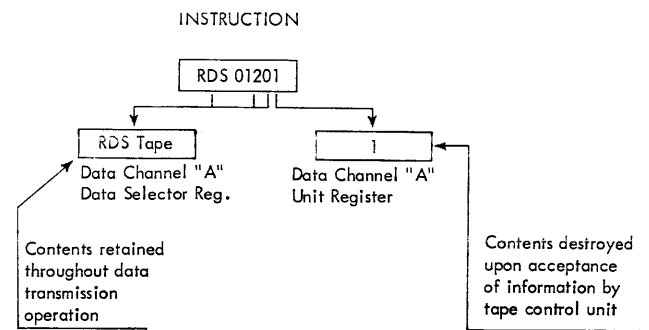 INSTRUCTION
RDS 01201
RDS Tape
1
Data Channel "A"
Data Selector Reg.
Data Channel "A"
Unit Register
Contents retained
throughout data
transmission
operation
Contents destroyed
upon acceptance
of information by
tape control unit